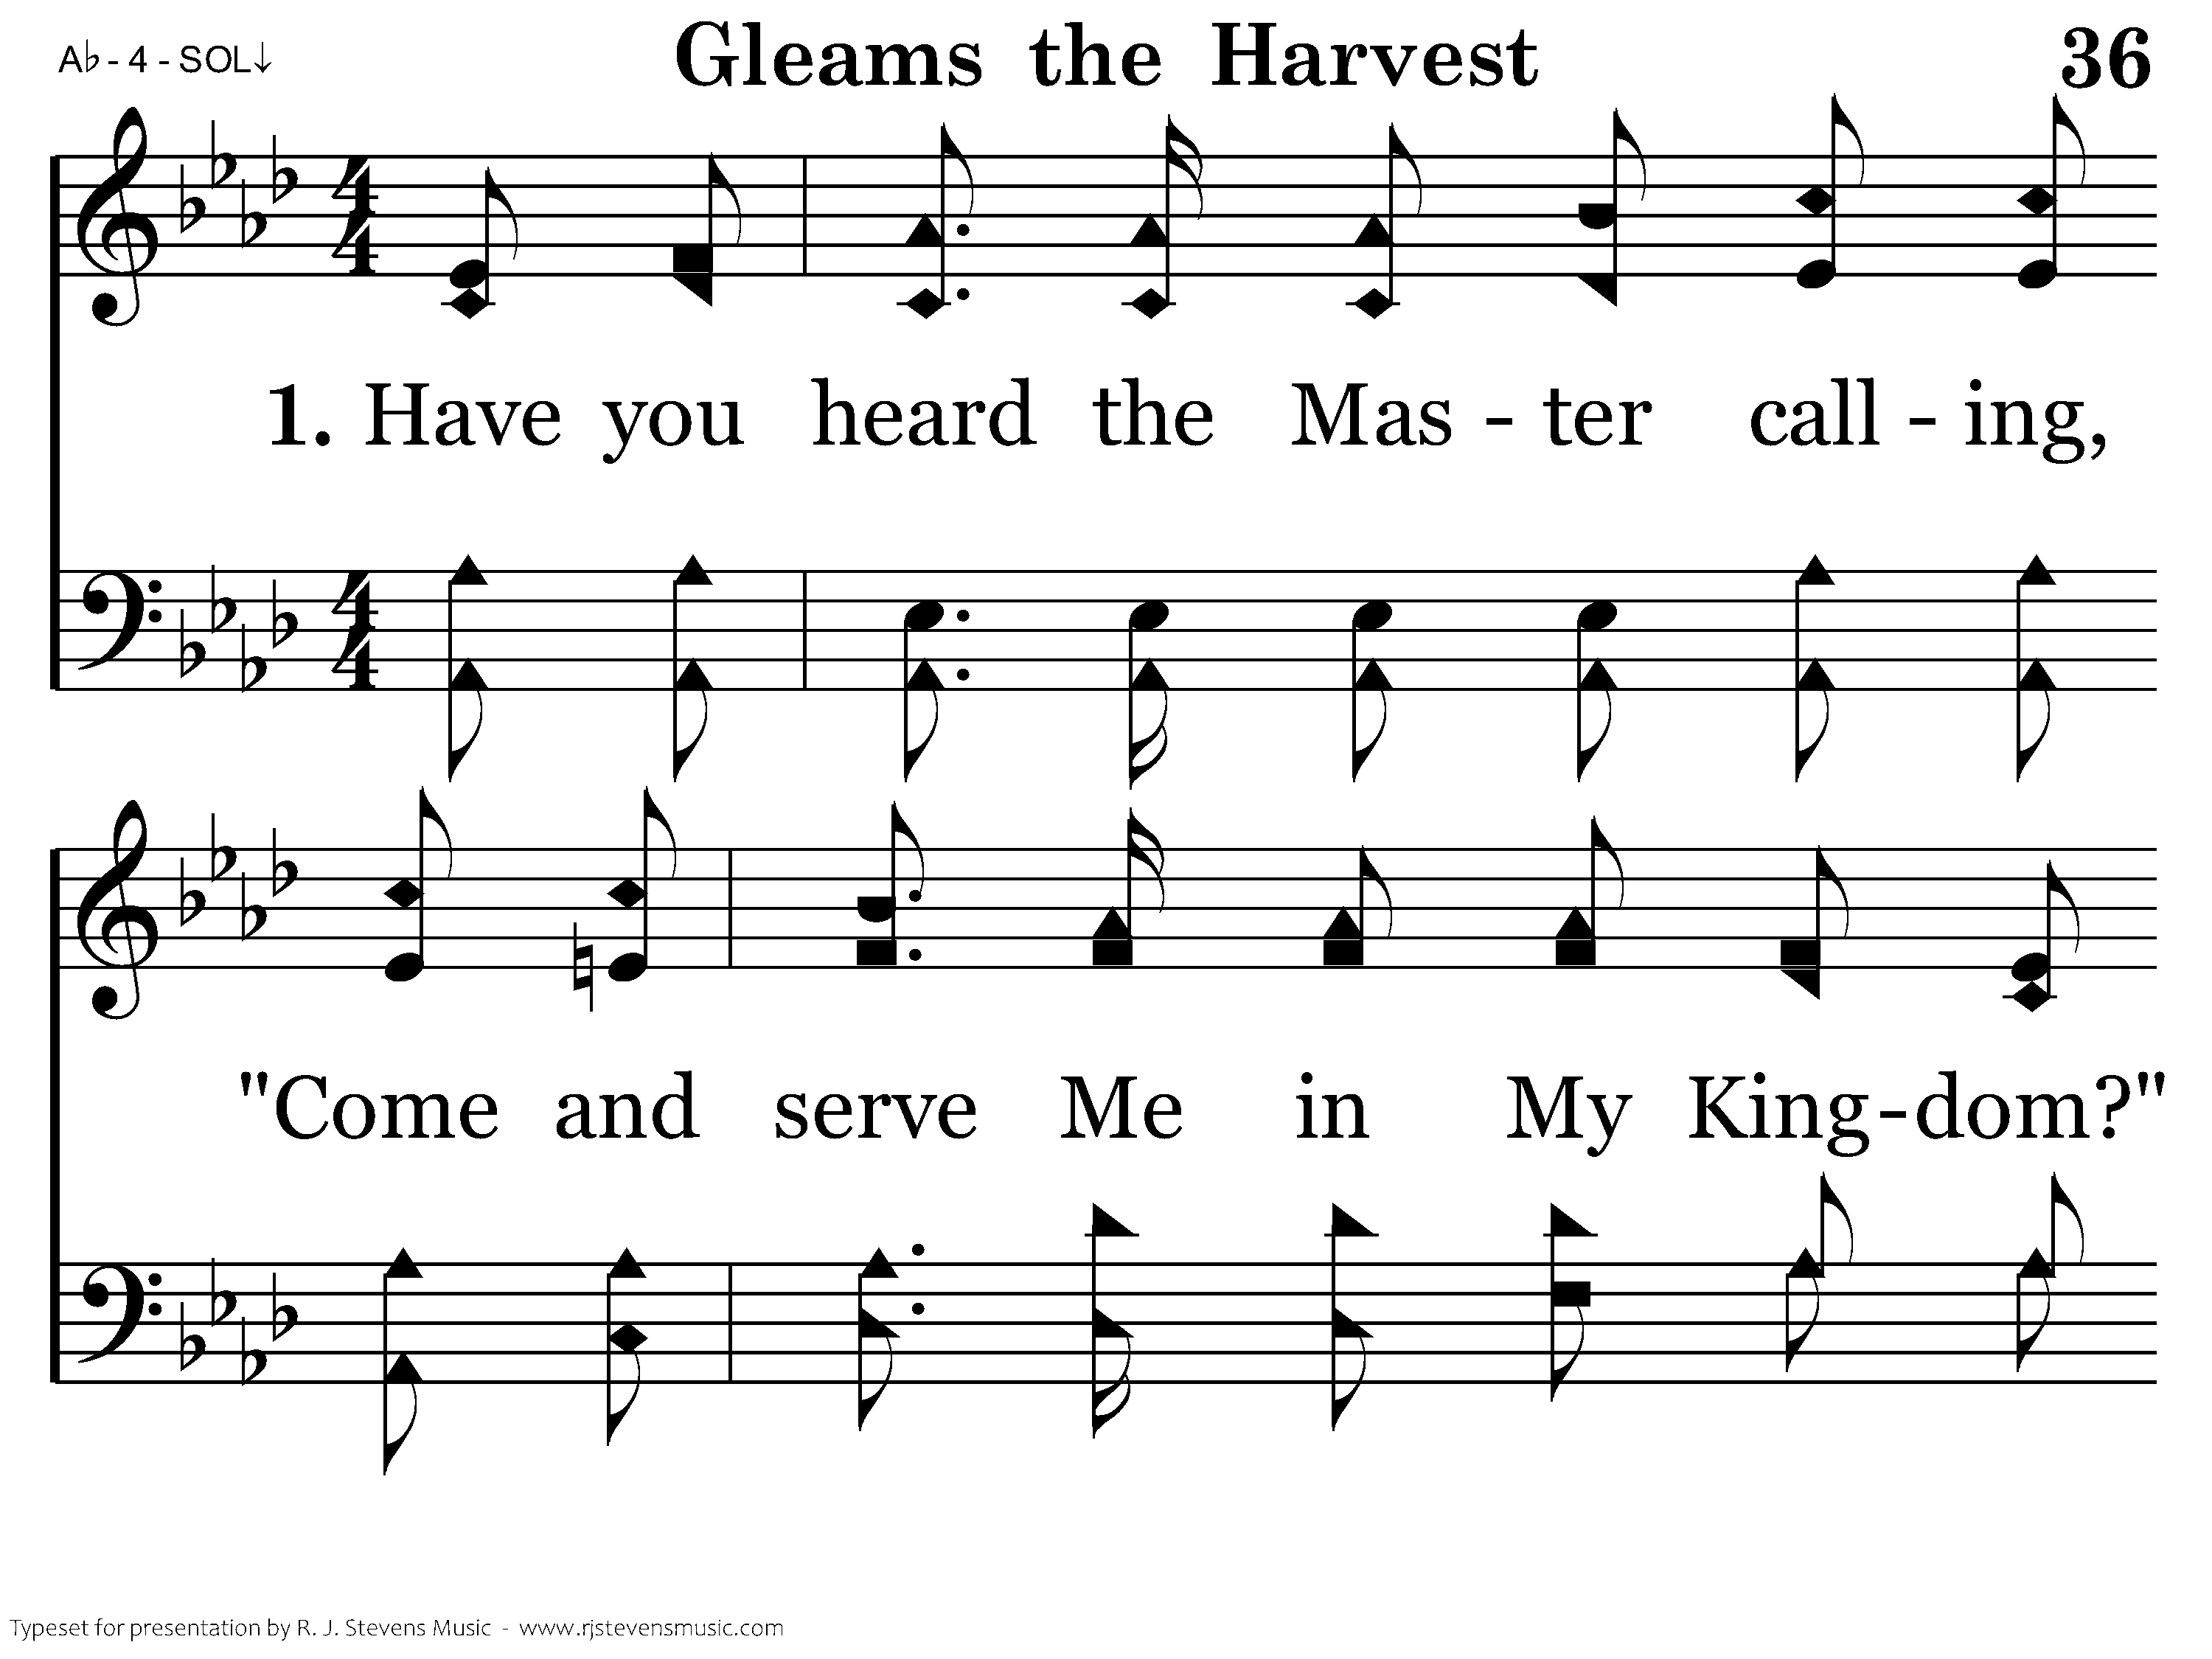 A♭ - 4 - SOL↓ Gleams the Harvest 36
1. Have you heard the Mas - ter call - ing,
"Come and serve Me in My King-dom?"
Typeset for presentation by R. J. Stevens Music - www.rjstevensmusic.com